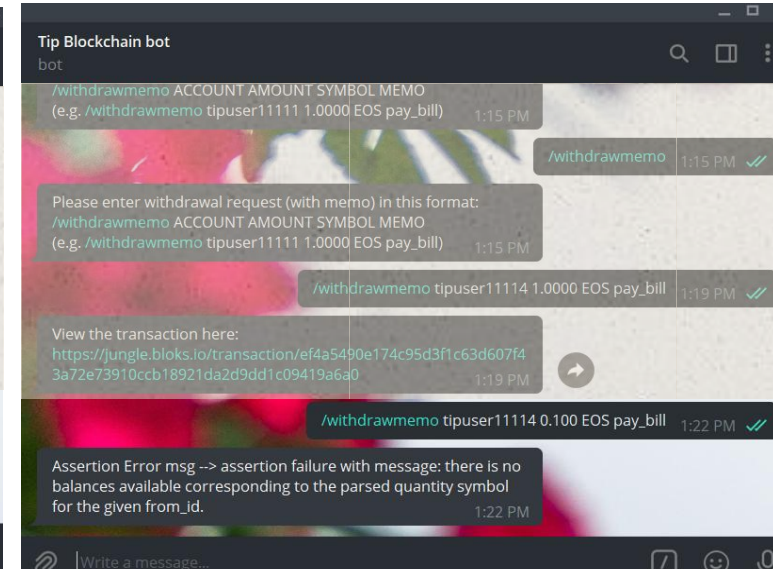 Tip Blockchain bot
bot
/withdrawmemo ACCOUNT AMOUNT SYMBOL MEMO
(e.g. /withdrawmemo tipuser11111 1.0000 EOS pay_bill)
1:15 PM
/withdrawmemo
1:15 PM
Please enter withdrawal request (with memo) in this format:
/withdrawmemo ACCOUNT AMOUNT SYMBOL MEMO
(e.g. /withdrawmemo tipuser11111 1.0000 EOS pay_bill)
1:15 PM
/withdrawmemo tipuser11114 1.0000 EOS pay_bill
1:19 PM
View the transaction here:
https://jungle.bloks.io/transaction/ef4a5490e174c95d3f1c63d607f4
3a72e73910ccb18921da2d9dd1c09419a6a0
1:19 PM
/withdrawmemo tipuser11114 0.100 EOS pay_bill
1:22 PM
Assertion Error msg --> assertion failure with message: there is no
balances available corresponding to the parsed quantity symbol
for the given from_id.
1:22 PM
Write a message...